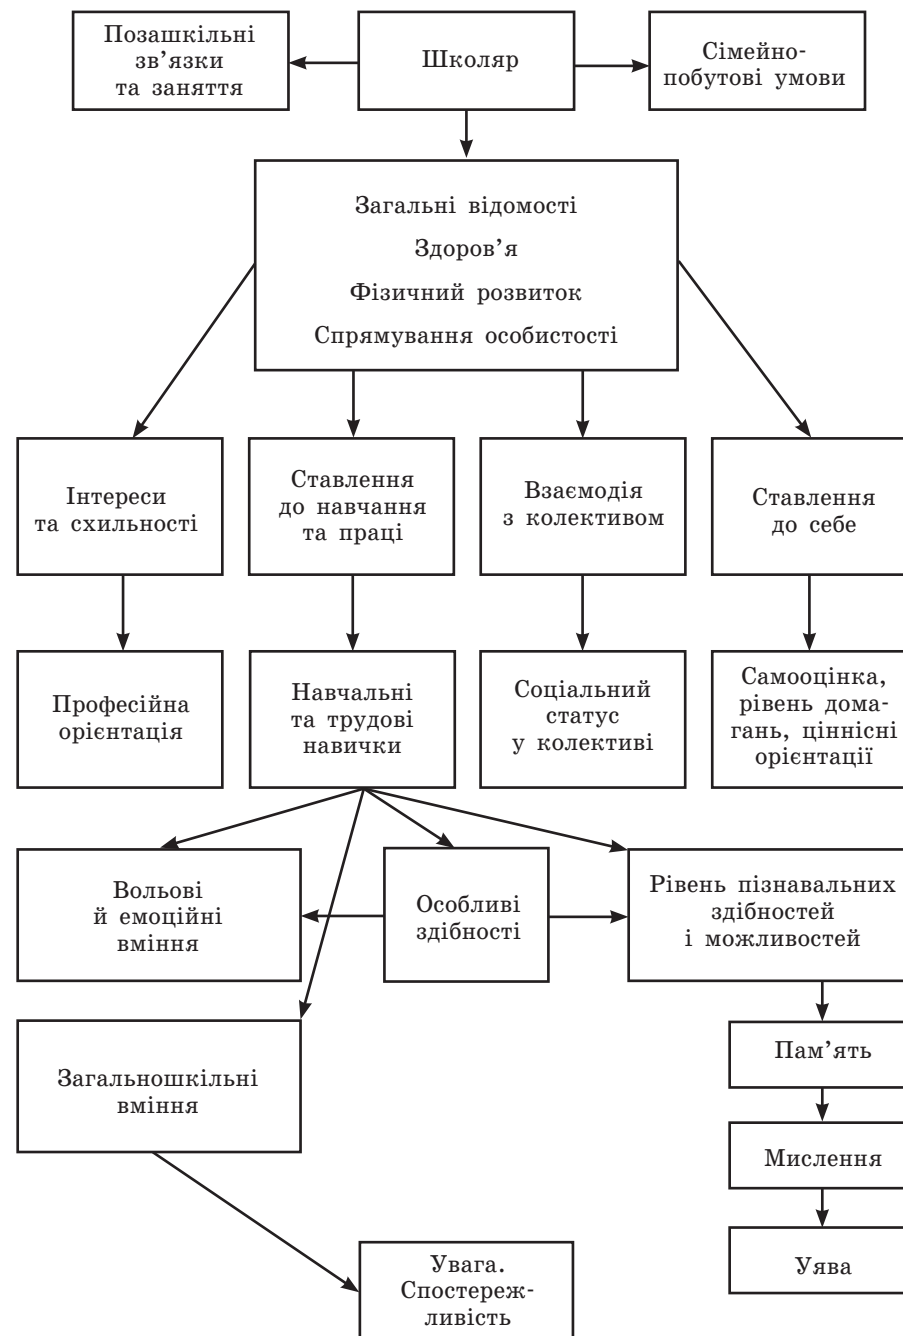 Позашкільні
зв’язки
та заняття
Школяр
Сімейно-
побутові умови
Загальні відомості
Здоров’я
Фізичний розвиток
Спрямування особистості
Інтереси
та схильності
Ставлення
до навчання
та праці
Взаємодія
з колективом
Ставлення
до себе
Професійна
орієнтація
Навчальні
та трудові
навички
Соціальний
статус
у колективі
Самооцінка,
рівень дома-
гань, ціннісні
орієнтації
Вольові
й емоційні
вміння
Особливі
здібності
Рівень пізнавальних
здібностей
і можливостей
Загальношкільні
вміння
Пам’ять
Мислення
Уява
Увага.
Спостереж-
ливість